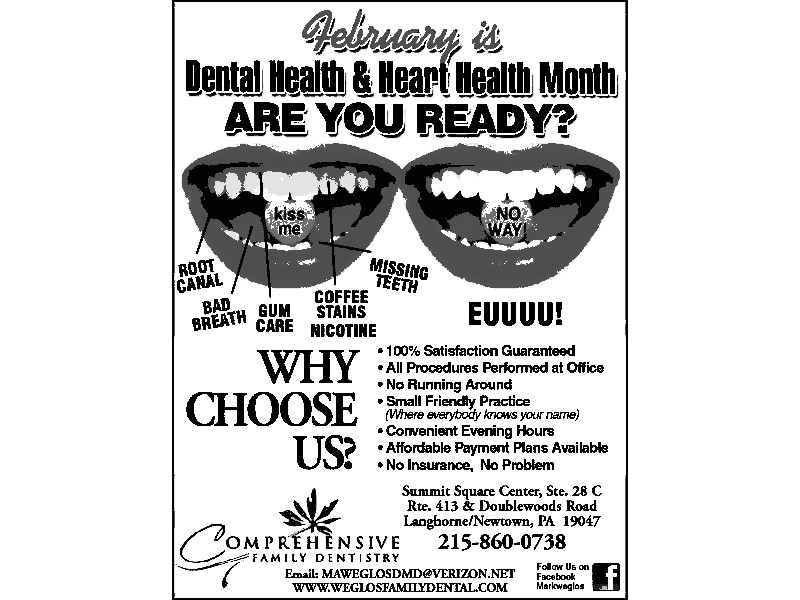 February is
Dental Health & Heart Health Month
ARE YOU READY?
kiss
me
NO
WAY!
ROOT
CANAL
BAD
BREATH
GUM
CARE
COFFEE
STAINS
NICOTINE
MISSING
TEETH
EUUUU!
WHY
CHOOSE
US?
• 100% Satisfaction Guaranteed
• All Procedures Performed at Office
• No Running Around
• Small Friendly Practice
(Where everybody knows your name)
• Convenient Evening Hours
• Affordable Payment Plans Available
• No Insurance, No Problem
Summit Square Center, Ste. 28 C
Rte. 413 & Doublewoods Road
Langhorne/Newtown, PA 19047
215-860-0738
COMPREHENSIVE
FAMILY DENTISTRY
Email: MAWEGLOSDMD@VERIZON.NET
WWW.WEGLOSFAMILYDENTAL.COM
Follow Us on
Facebook
Markweglos
f